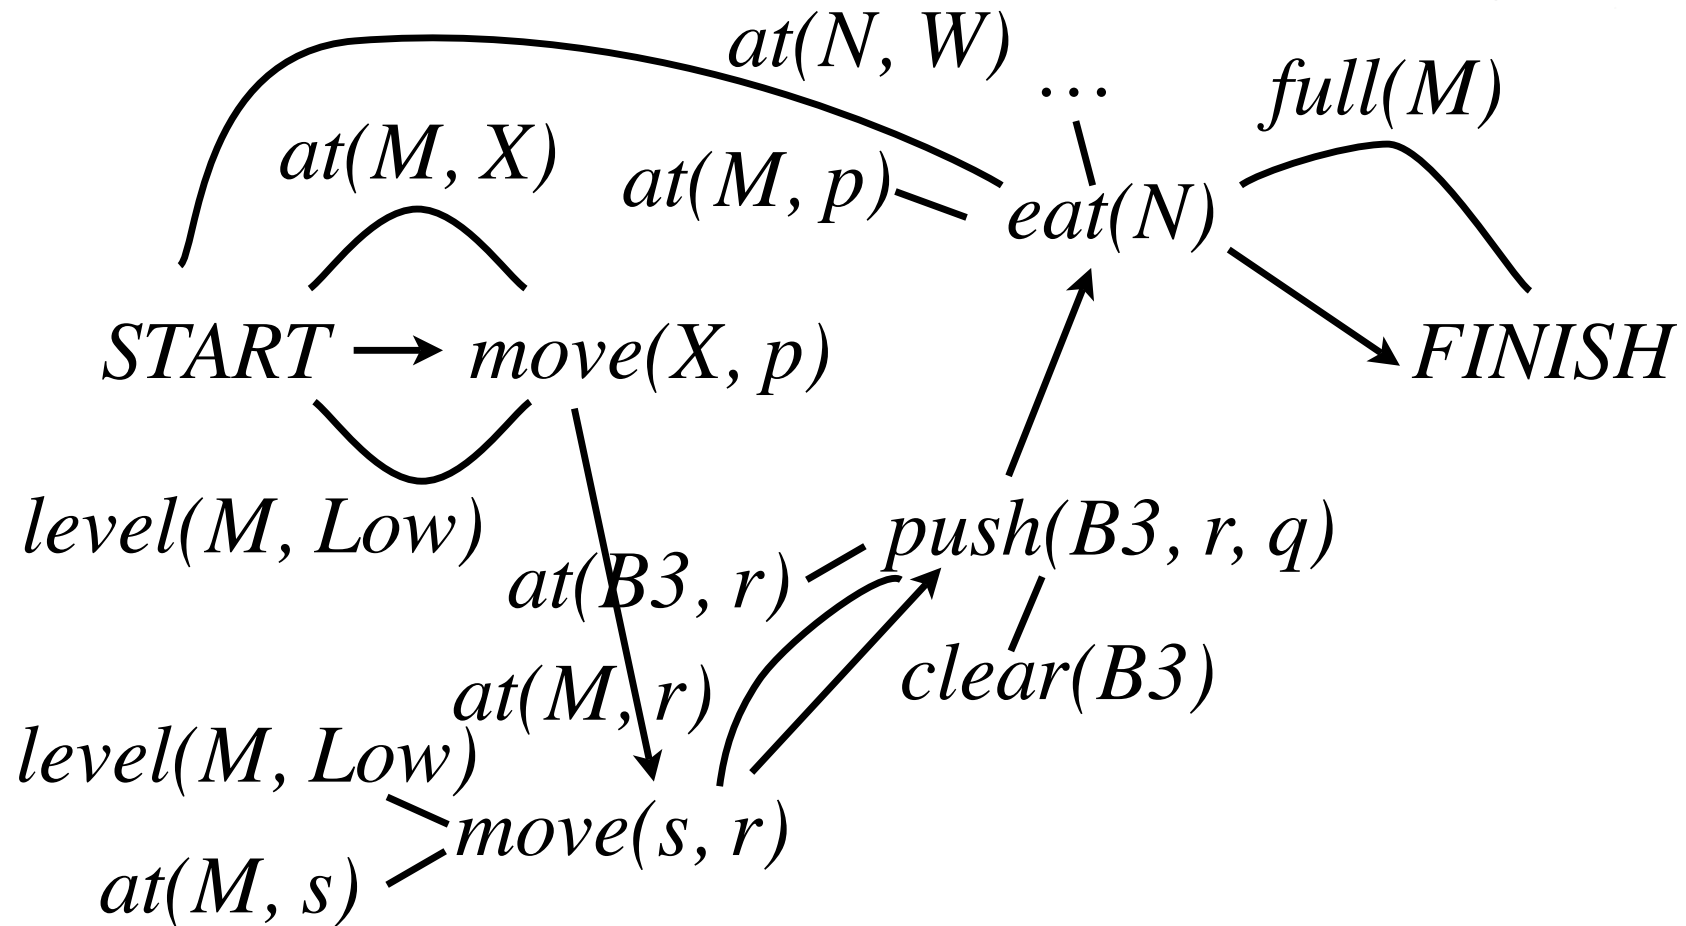 at(N, W)
...
full(M)
at(M, X)
at(M, p)
eat(N)
START
move(X, p)
FINISH
level(M, Low)
push(B3, r, q)
at(B3, r)
clear(B3)
at(M, r)
level(M, Low)
move(s, r)
at(M, s)